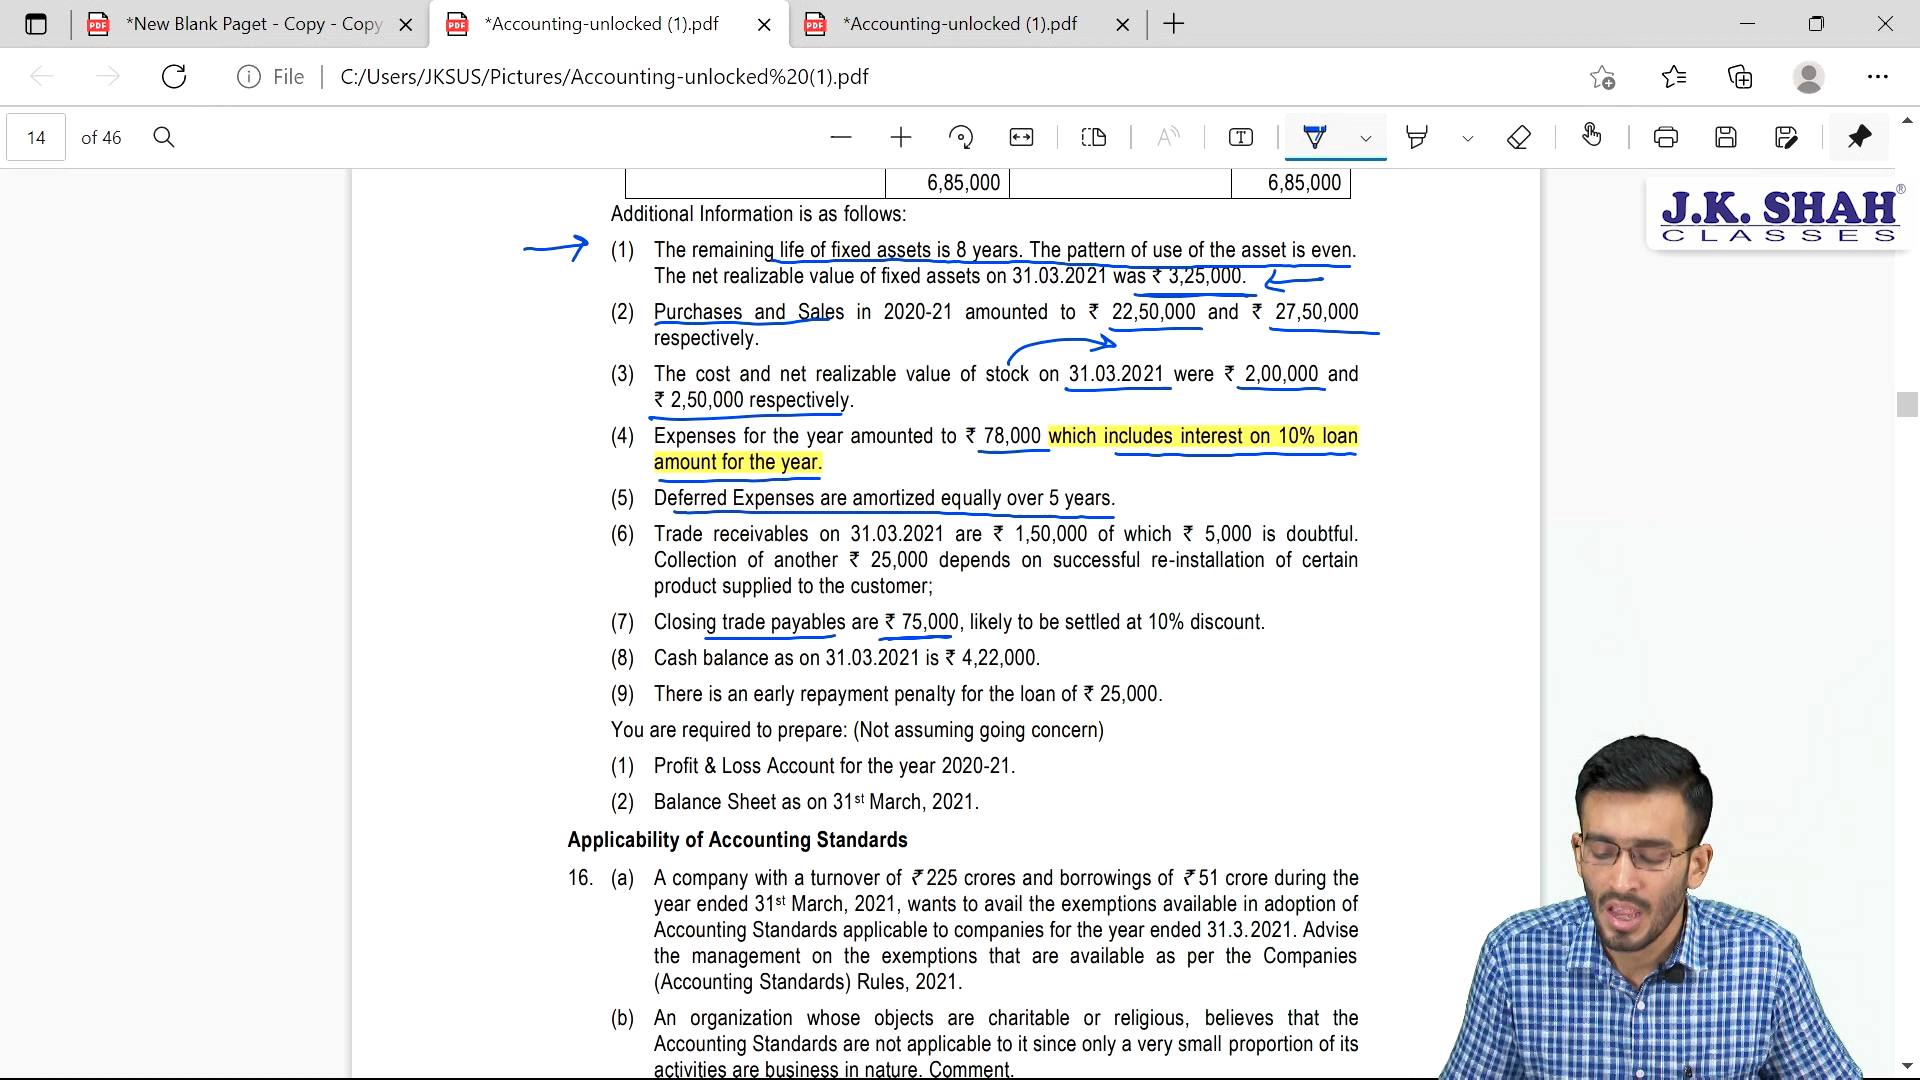 *New Blank Paget - Copy - Copy
*Accounting-unlocked (1).pdf
*Accounting-unlocked (1).pdf
File
C:/Users/JKSUS/Pictures/Accounting-unlocked%20(1).pdf
14 of 46
6,85,000 6,85,000
J.K. SHAH®
CLASSES
Additional Information is as follows:
(1) The remaining life of fixed assets is 8 years. The pattern of use of the asset is even.
The net realizable value of fixed assets on 31.03.2021 was ₹ 3,25,000.
(2) Purchases and Sales in 2020-21 amounted to ₹ 22,50,000 and ₹ 27,50,000
respectively.
(3) The cost and net realizable value of stock on 31.03.2021 were ₹ 2,00,000 and
₹ 2,50,000 respectively.
(4) Expenses for the year amounted to ₹ 78,000 which includes interest on 10% loan
amount for the year.
(5) Deferred Expenses are amortized equally over 5 years.
(6) Trade receivables on 31.03.2021 are ₹ 1,50,000 of which ₹ 5,000 is doubtful.
Collection of another ₹ 25,000 depends on successful re-installation of certain
product supplied to the customer;
(7) Closing trade payables are ₹ 75,000, likely to be settled at 10% discount.
(8) Cash balance as on 31.03.2021 is ₹ 4,22,000.
(9) There is an early repayment penalty for the loan of ₹ 25,000.
You are required to prepare: (Not assuming going concern)
(1) Profit & Loss Account for the year 2020-21.
(2) Balance Sheet as on 31st March, 2021.
Applicability of Accounting Standards
16. (a) A company with a turnover of ₹ 225 crores and borrowings of ₹ 51 crore during the
year ended 31st March, 2021, wants to avail the exemptions available in adoption of
Accounting Standards applicable to companies for the year ended 31.3.2021. Advise
the management on the exemptions that are available as per the Companies
(Accounting Standards) Rules, 2021.
(b) An organization whose objects are charitable or religious, believes that the
Accounting Standards are not applicable to it since only a very small proportion of its
activities are business in nature. Comment.